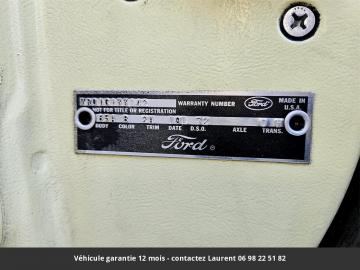 WARRANTY NUMBER Ford MADE IN U.S.A.
NOT FOR TITLE OR REGISTRATION
BODY COLOR TRIM DATE D.S.O. AXLE TRANS.
Ford ®
Véhicule garantie 12 mois - contactez Laurent 06 98 22 51 82